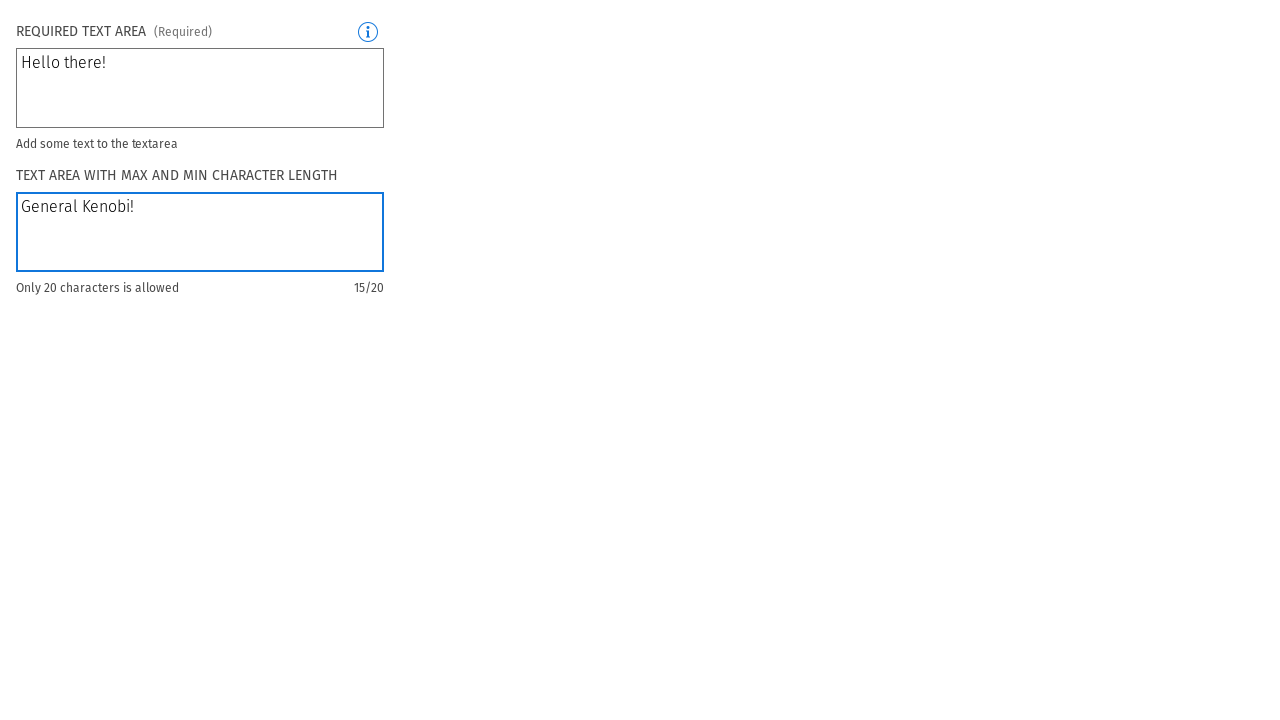 REQUIRED TEXT AREA (Required)
Hello there!
Add some text to the textarea
TEXT AREA WITH MAX AND MIN CHARACTER LENGTH
General Kenobi!
Only 20 characters is allowed 15/20